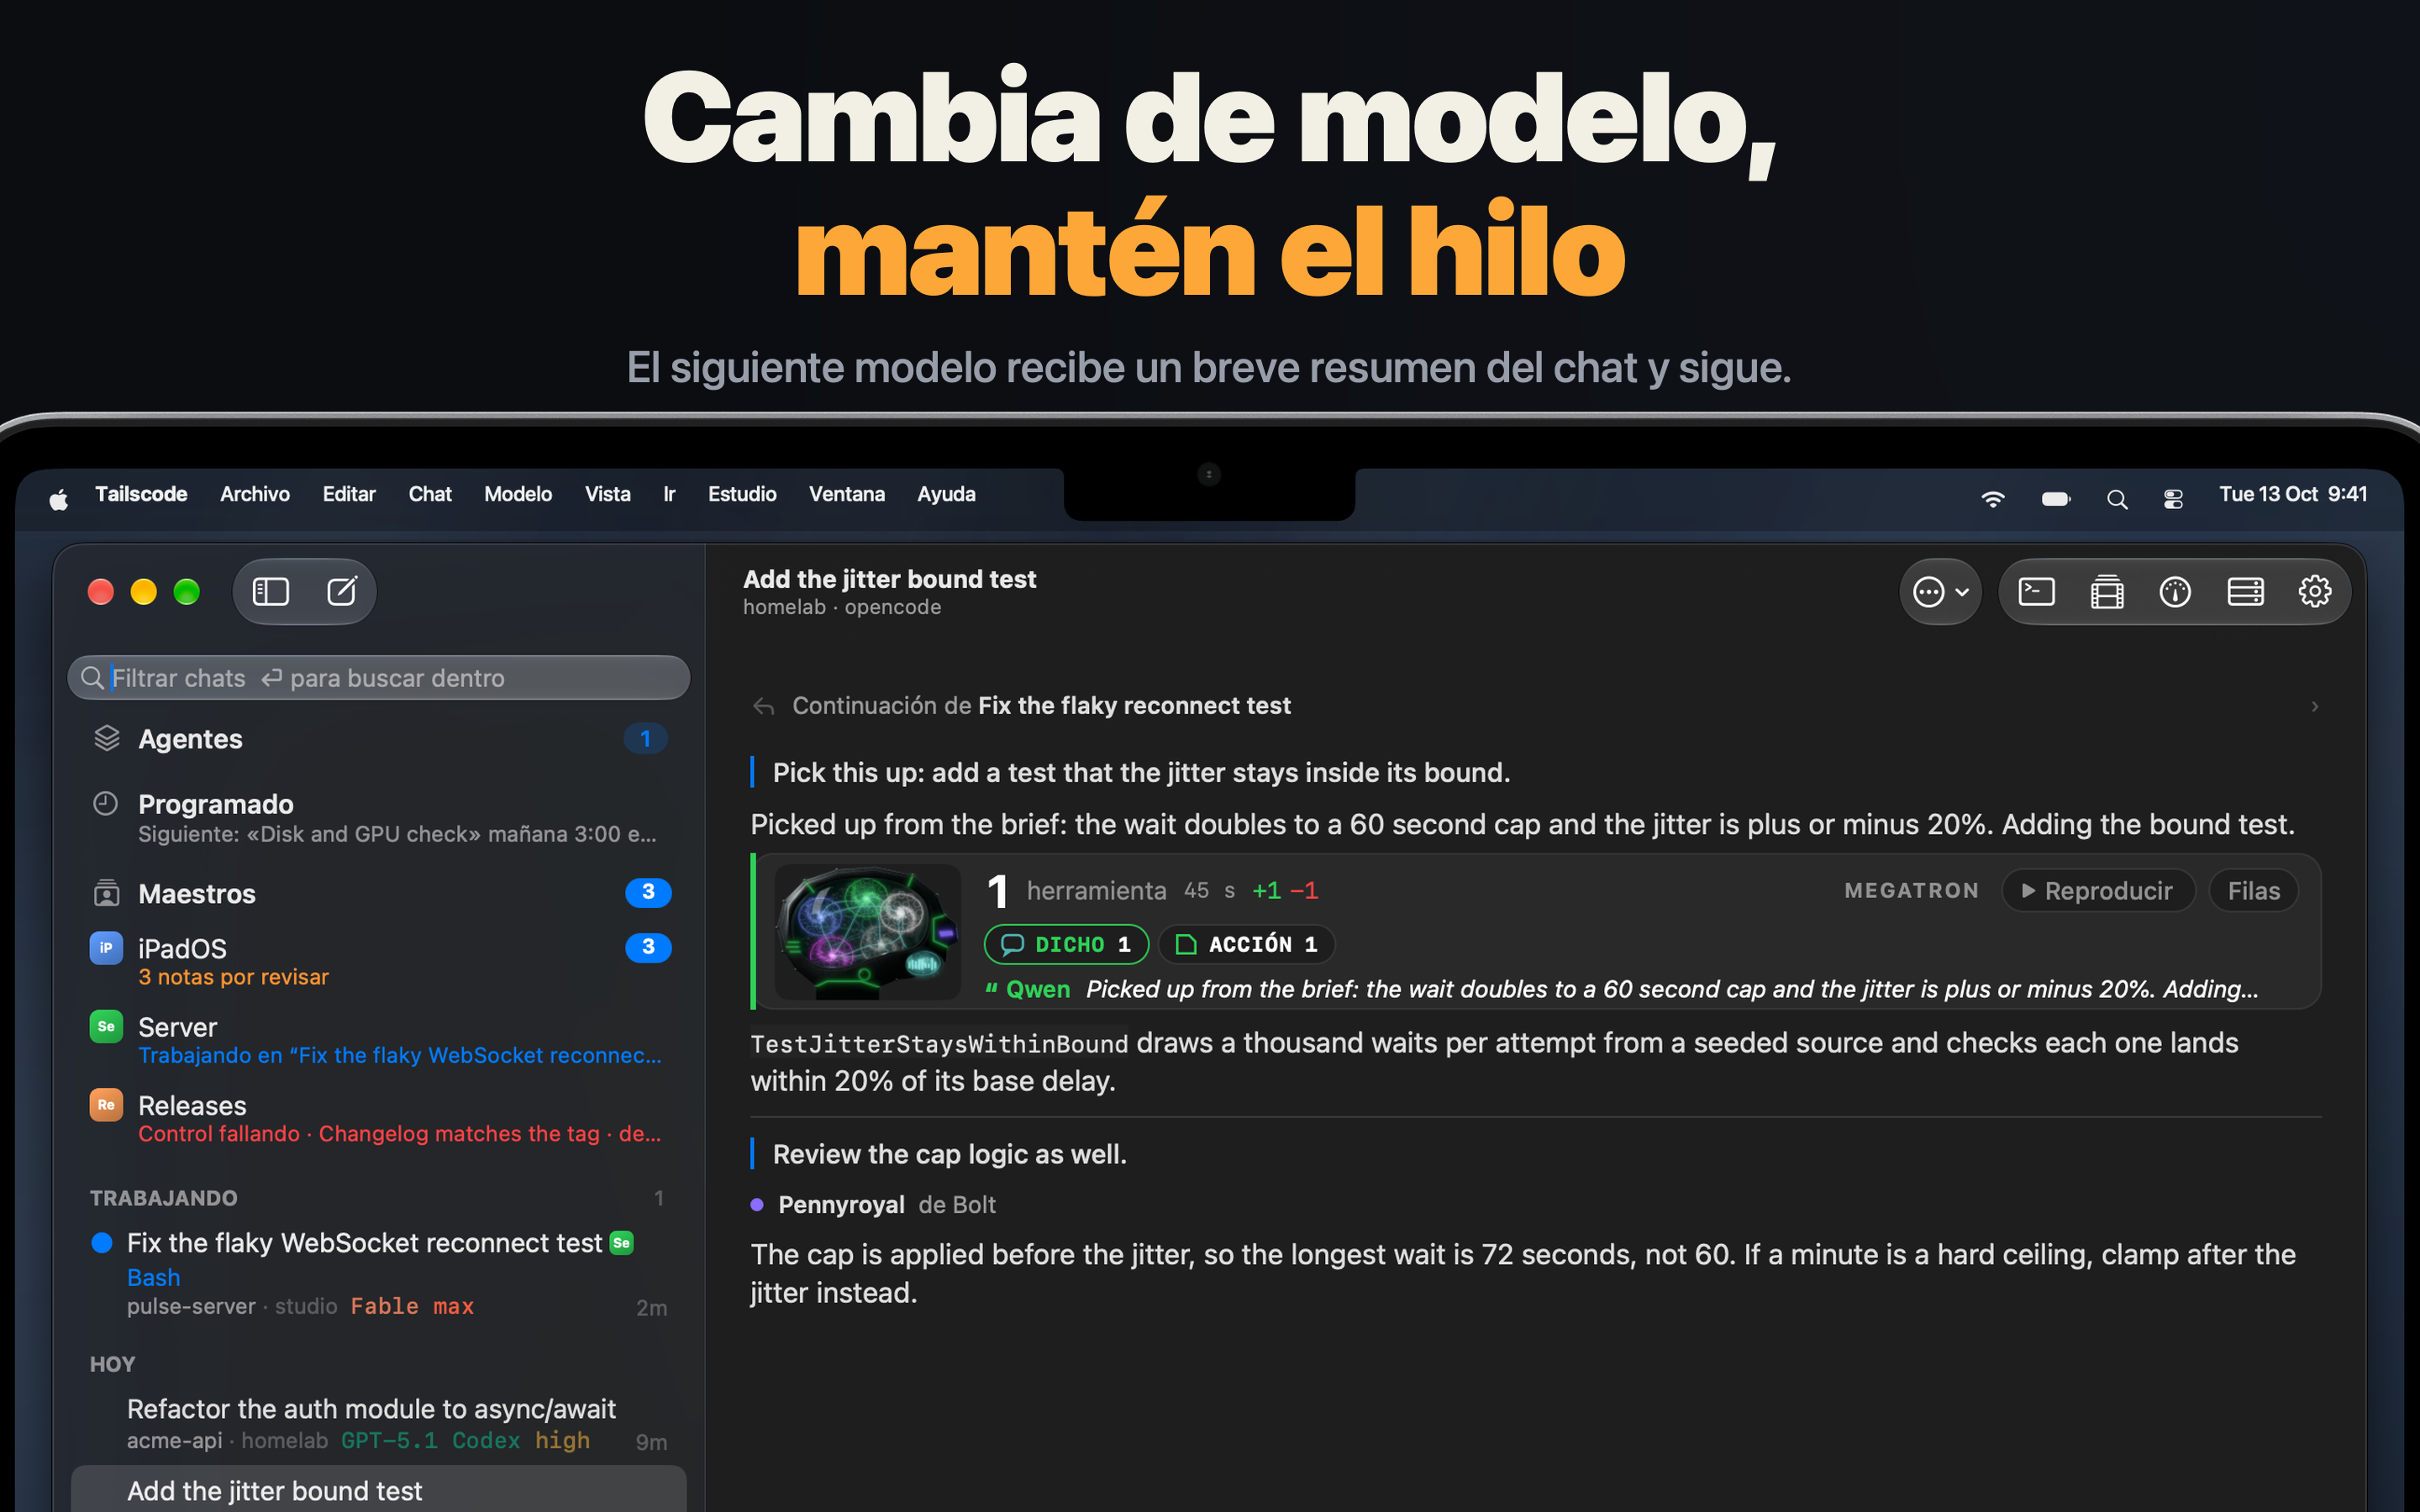 Cambia de modelo,
mantén el hilo
El siguiente modelo recibe un breve resumen del chat y sigue.
Tailscode Archivo Editar Chat Modelo Vista Ir Estudio Ventana Ayuda
Tue 13 Oct 9:41
Filtrar chats ⏎ para buscar dentro
Agentes 1
Programado
Siguiente: «Disk and GPU check» mañana 3:00 e...
Maestros 3
iP iPadOS 3
3 notas por revisar
Se Server
Trabajando en “Fix the flaky WebSocket reconnec...
Re Releases
Control fallando · Changelog matches the tag · de...
TRABAJANDO 1
Fix the flaky WebSocket reconnect test Se
Bash
pulse-server · studio Fable max 2m
HOY
Refactor the auth module to async/await
acme-api · homelab GPT-5.1 Codex high 9m
Add the jitter bound test
Add the jitter bound test
homelab · opencode
Continuación de Fix the flaky reconnect test
Pick this up: add a test that the jitter stays inside its bound.
Picked up from the brief: the wait doubles to a 60 second cap and the jitter is plus or minus 20%. Adding the bound test.
1 herramienta 45 s +1 −1 MEGATRON Reproducir Filas
DICHO 1 ACCIÓN 1
“ Qwen Picked up from the brief: the wait doubles to a 60 second cap and the jitter is plus or minus 20%. Adding...
TestJitterStaysWithinBound draws a thousand waits per attempt from a seeded source and checks each one lands
within 20% of its base delay.
Review the cap logic as well.
Pennyroyal de Bolt
The cap is applied before the jitter, so the longest wait is 72 seconds, not 60. If a minute is a hard ceiling, clamp after the
jitter instead.